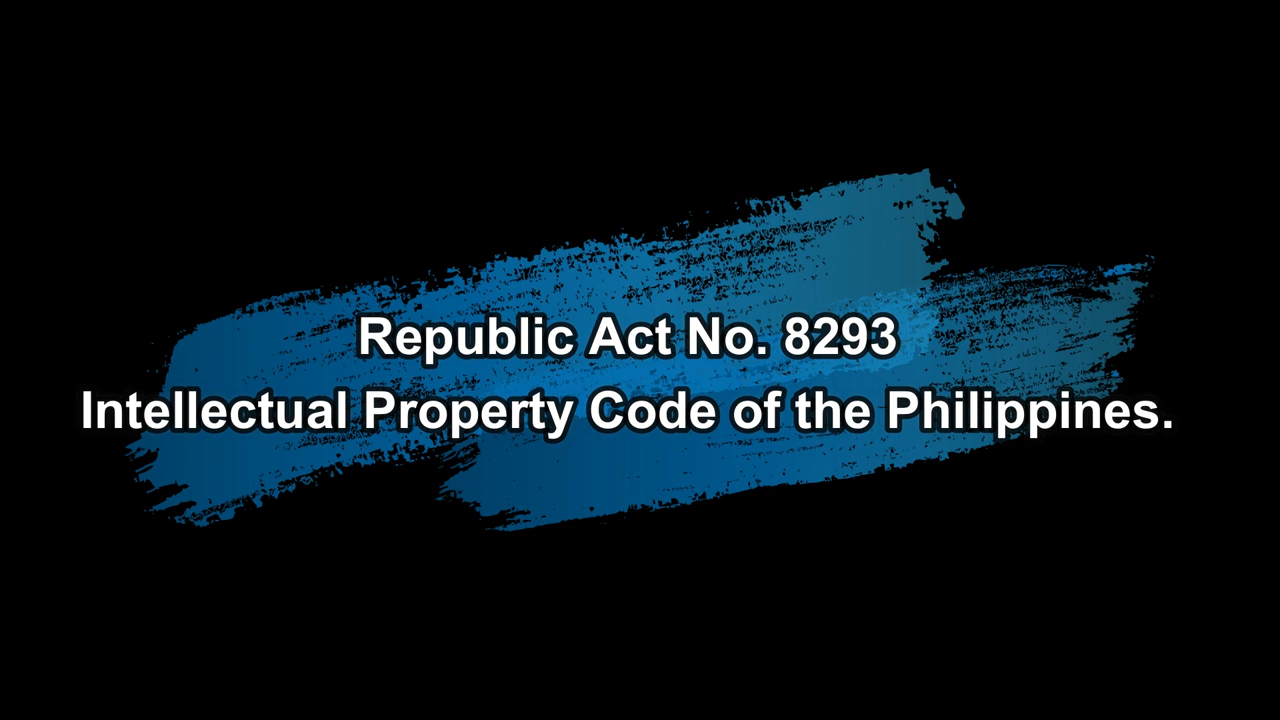 Republic Act No. 8293
Intellectual Property Code of the Philippines.